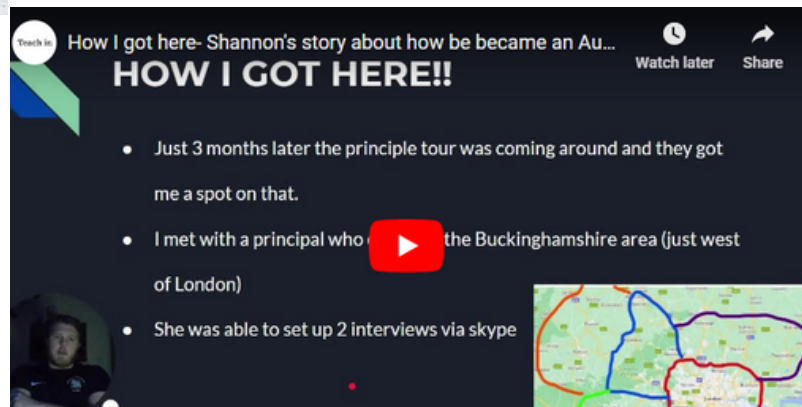 Teach in
How I got here- Shannon's story about how be became an Au...
Watch later
Share
HOW I GOT HERE!!
• Just 3 months later the principle tour was coming around and they got
me a spot on that.
• I met with a principal who the Buckinghamshire area (just west
of London)
• She was able to set up 2 interviews via skype
London